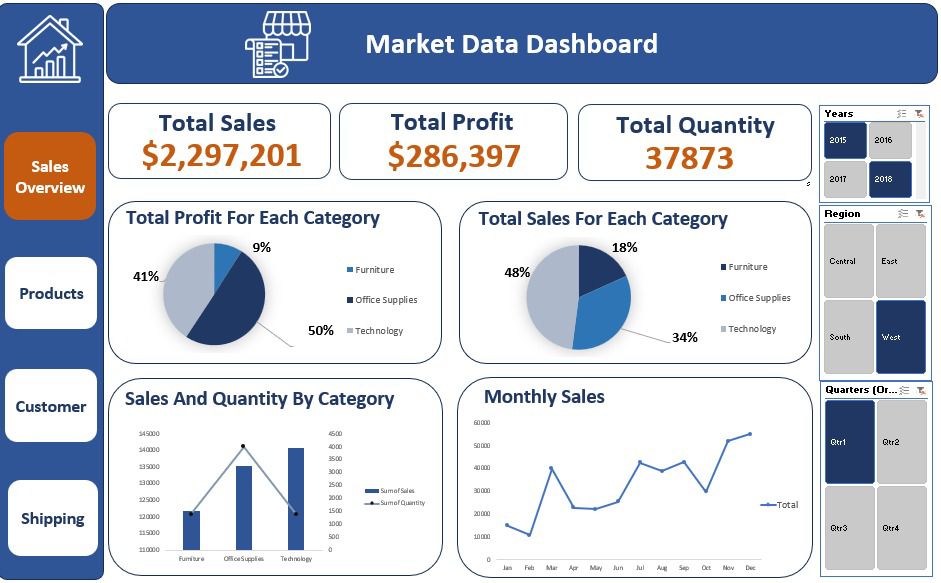 Market Data Dashboard
Sales
Overview
Products
Customer
Shipping
Total Sales
$2,297,201
Total Profit
$286,397
Total Quantity
37873
Total Profit For Each Category
9%
41%
50%
Furniture
Office Supplies
Technology
Total Sales For Each Category
18%
48%
34%
Furniture
Office Supplies
Technology
Sales And Quantity By Category
145000
140000
135000
130000
125000
120000
115000
110000
4500
4000
3500
3000
2500
2000
1500
1000
500
0
Furniture
Office Supplies
Technology
Sum of Sales
Sum of Quantity
Monthly Sales
60000
50000
40000
30000
20000
10000
0
Jan Feb Mar Apr May Jun Jul Aug Sep Oct Nov Dec
Total
Years
2015 2016
2017 2018
Region
Central East
South West
Quarters (Or...
Qtr1 Qtr2
Qtr3 Qtr4